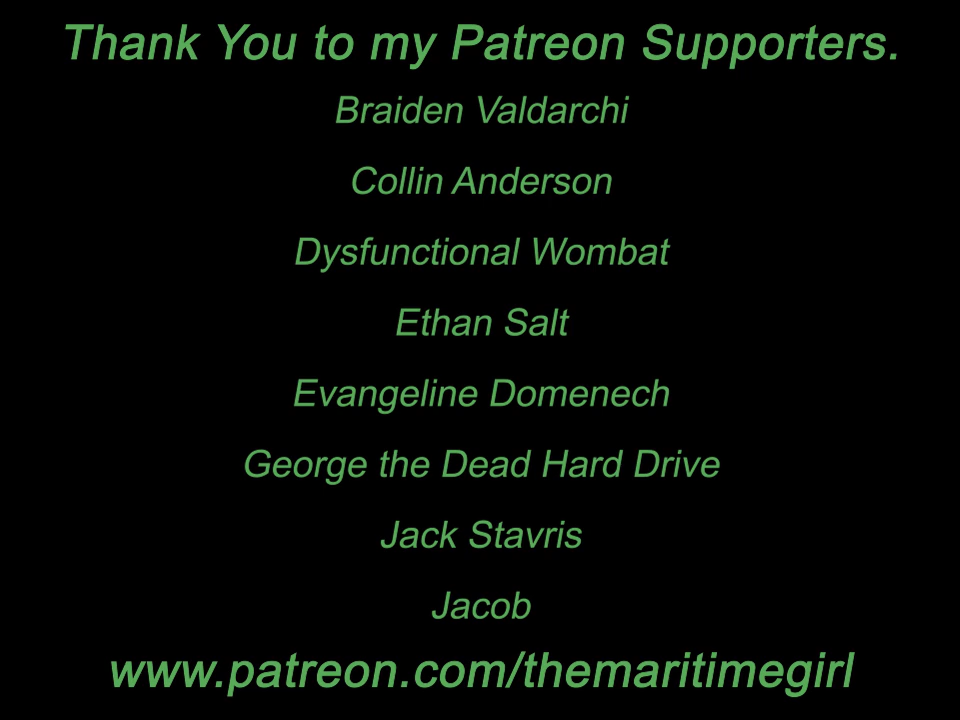 Thank You to my Patreon Supporters.
Braiden Valdarchi
Collin Anderson
Dysfunctional Wombat
Ethan Salt
Evangeline Domenech
George the Dead Hard Drive
Jack Stavris
Jacob
www.patreon.com/themaritimegirl